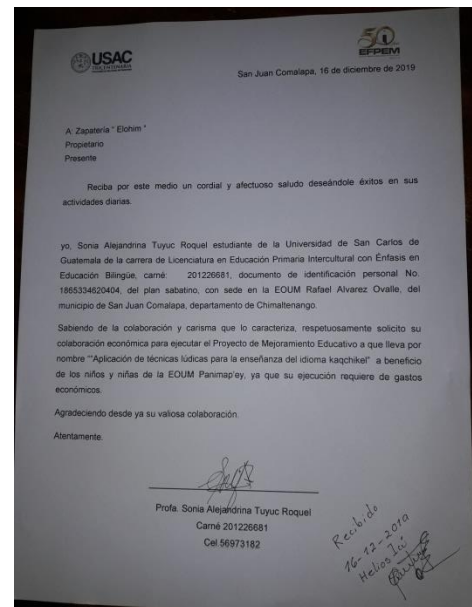 USAC
TRICENTENARIA
50
EFPEM
San Juan Comalapa, 16 de diciembre de 2019
A: Zapatería " Elohim "
Propietario
Presente
Reciba por este medio un cordial y afectuoso saludo deseándole éxitos en sus
actividades diarias.
yo, Sonia Alejandrina Tuyuc Roquel estudiante de la Universidad de San Carlos de
Guatemala de la carrera de Licenciatura en Educación Primaria Intercultural con Énfasis en
Educación Bilingüe, carné: 201226681, documento de identificación personal No.
1865334620404, del plan sabatino, con sede en la EOUM Rafael Alvarez Ovalle, del
municipio de San Juan Comalapa, departamento de Chimaltenango.
Sabiendo de la colaboración y carisma que lo caracteriza, respetuosamente solicito su
colaboración económica para ejecutar el Proyecto de Mejoramiento Educativo a que lleva por
nombre ""Aplicación de técnicas lúdicas para la enseñanza del idioma kaqchikel" a beneficio
de los niños y niñas de la EOUM Panimap'ey, ya que su ejecución requiere de gastos
económicos.
Agradeciendo desde ya su valiosa colaboración.
Atentamente.
Profa. Sonia Alejandrina Tuyuc Roquel
Carné 201226681
Cel.56973182
Recibido
16-12-2019
Helios